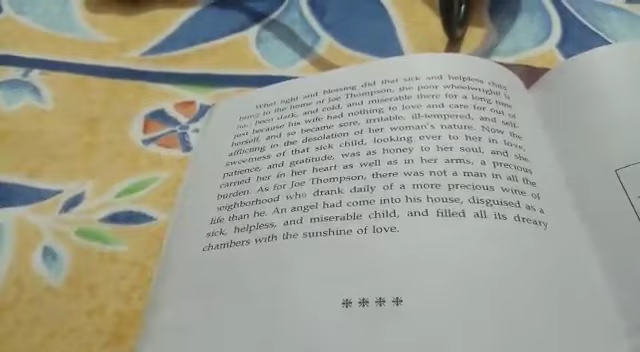 What light and blessing did that sick and helpless child
bring to the home of Joe Thompson, the poor wheelwright's
been dark, and cold, and miserable there for a long time
just because his wife had nothing to love and care for out of
herself, and so became sore, irritable, ill-tempered, and self-
afflicting in the desolation of her woman's nature. Now the
sweetness of that sick child, looking ever to her in love,
patience, and gratitude, was as honey to her soul, and she
carried her in her heart as well as in her arms, a precious
burden. As for Joe Thompson, there was not a man in all the
neighborhood who drank daily of a more precious wine of
life than he. An angel had come into his house, disguised as a
sick, helpless, and miserable child, and filled all its dreary
chambers with the sunshine of love.